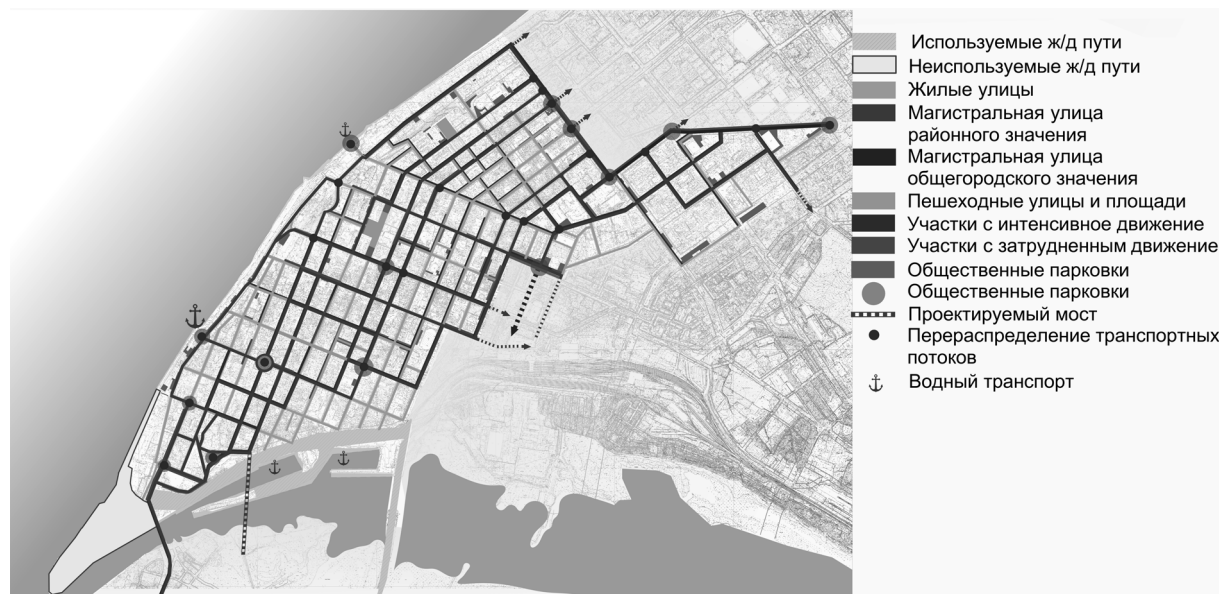 Используемые ж/д пути
Неиспользуемые ж/д пути
Жилые улицы
Магистральная улица
районного значения
Магистральная улица
общегородского значения
Пешеходные улицы и площади
Участки с интенсивное движение
Участки с затрудненным движение
Общественные парковки
Общественные парковки
Проектируемый мост
Перераспределение транспортных
потоков
Водный транспорт